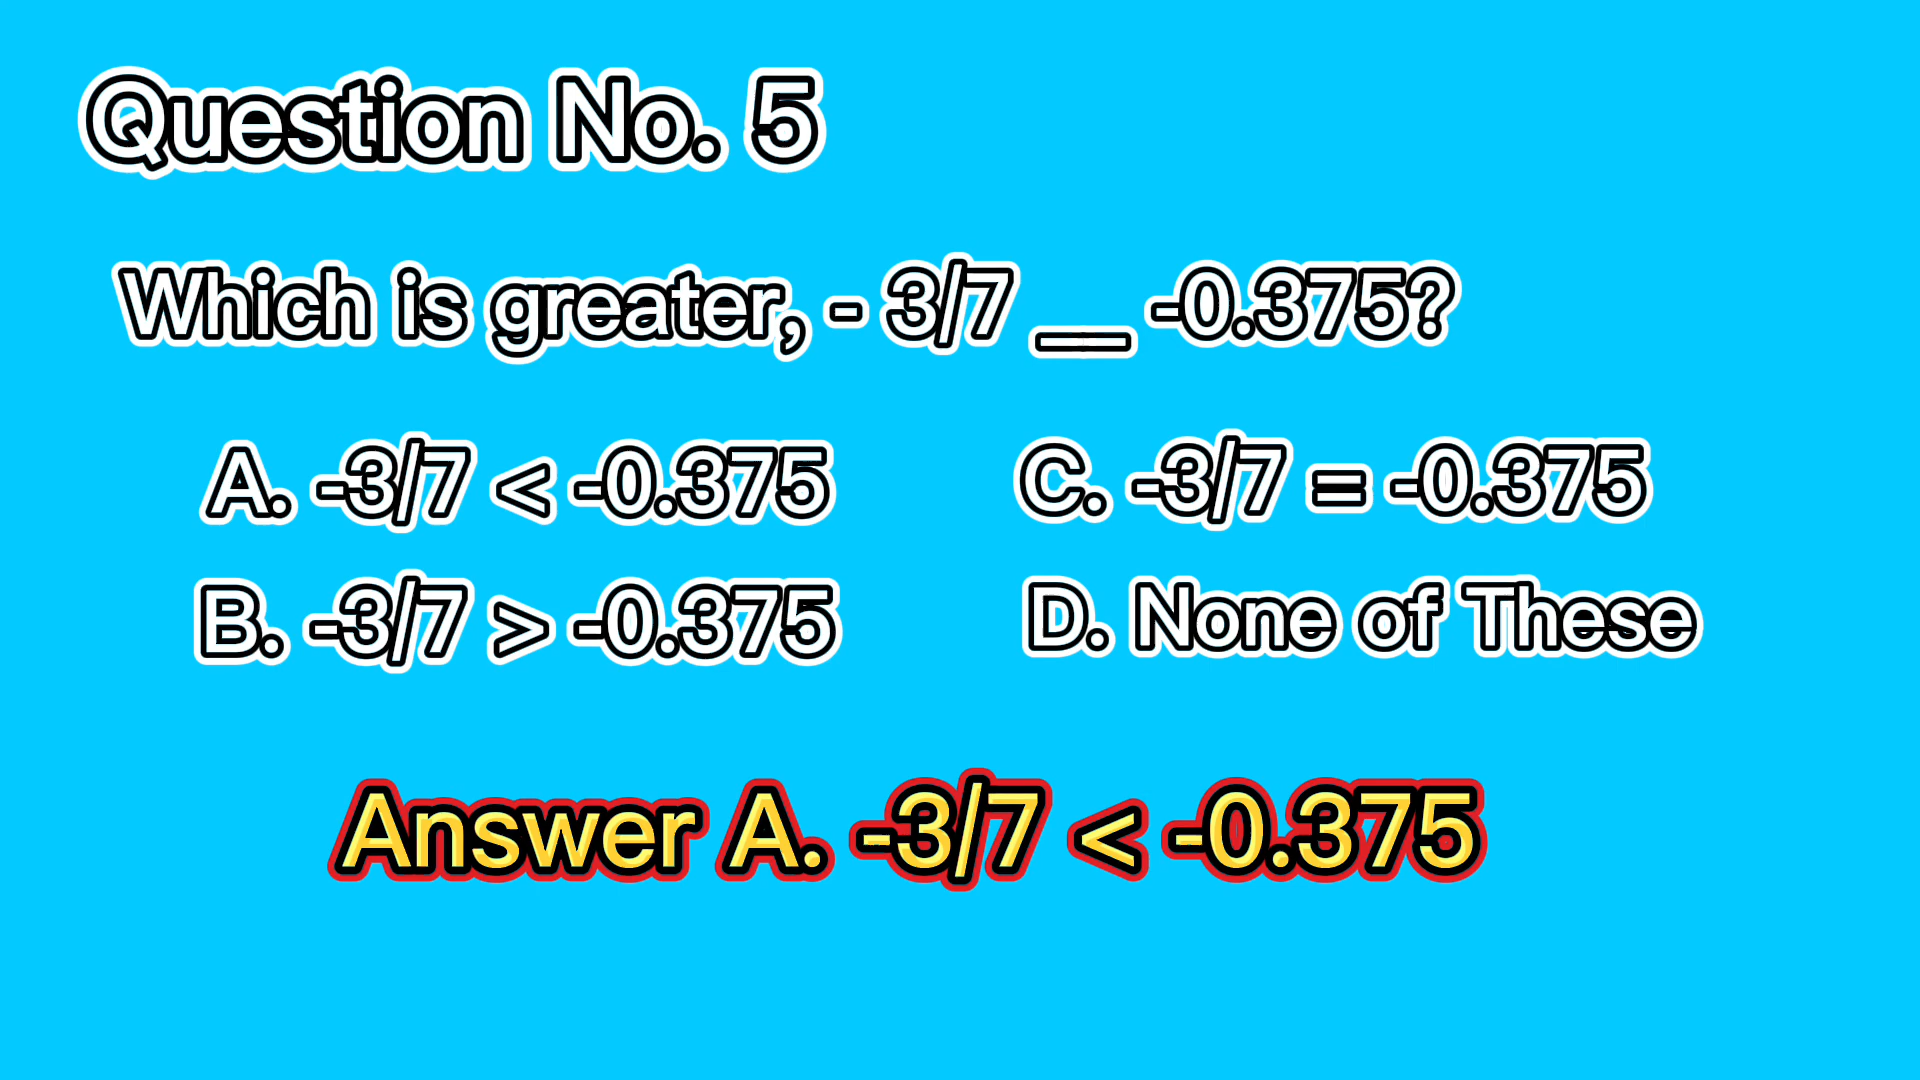 Question No. 5
Which is greater, - 3/7 __ -0.375?
A. -3/7 < -0.375
B. -3/7 > -0.375
C. -3/7 = -0.375
D. None of These
Answer A. -3/7 < -0.375